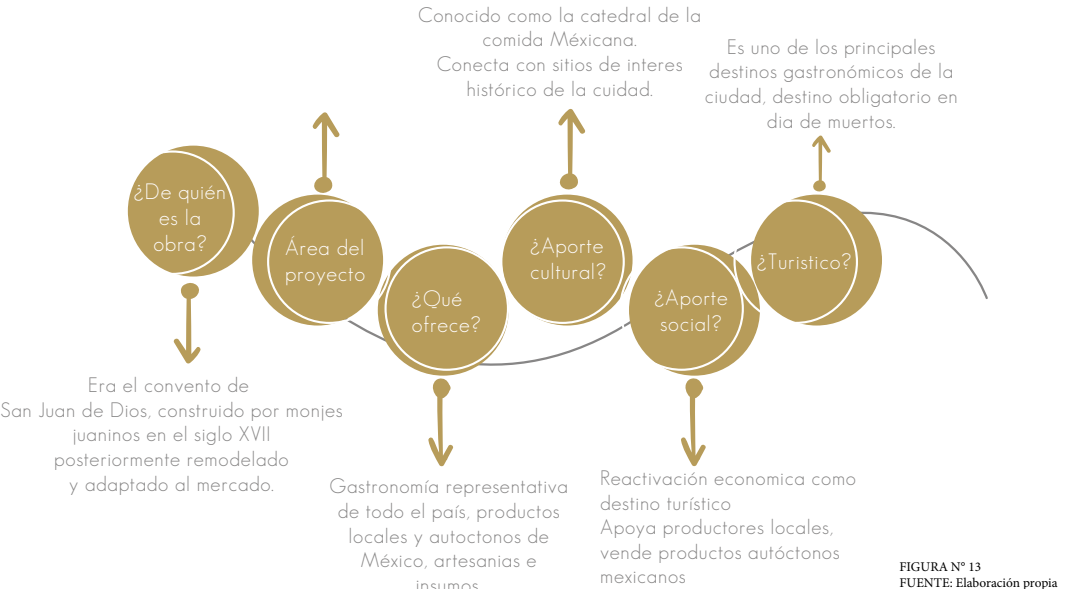 Conocido como la catedral de la
comida Méxicana.
Conecta con sitios de interes
histórico de la cuidad.
Es uno de los principales
destinos gastronómicos de la
ciudad, destino obligatorio en
dia de muertos.
¿De quién
es la
obra?
Área del
proyecto
¿Qué
ofrece?
¿Aporte
cultural?
¿Aporte
social?
¿Turistico?
Era el convento de
San Juan de Dios, construido por monjes
juaninos en el siglo XVII
posteriormente remodelado
y adaptado al mercado.
Gastronomía representativa
de todo el país, productos
locales y autoctonos de
México, artesanias e
insumos
Reactivación economica como
destino turístico
Apoya productores locales,
vende productos autóctonos
mexicanos
FIGURA N° 13
FUENTE: Elaboración propia